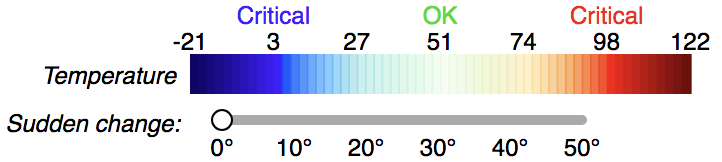 Critical OK Critical
-21 3 27 51 74 98 122
Temperature
Sudden change:
0° 10° 20° 30° 40° 50°